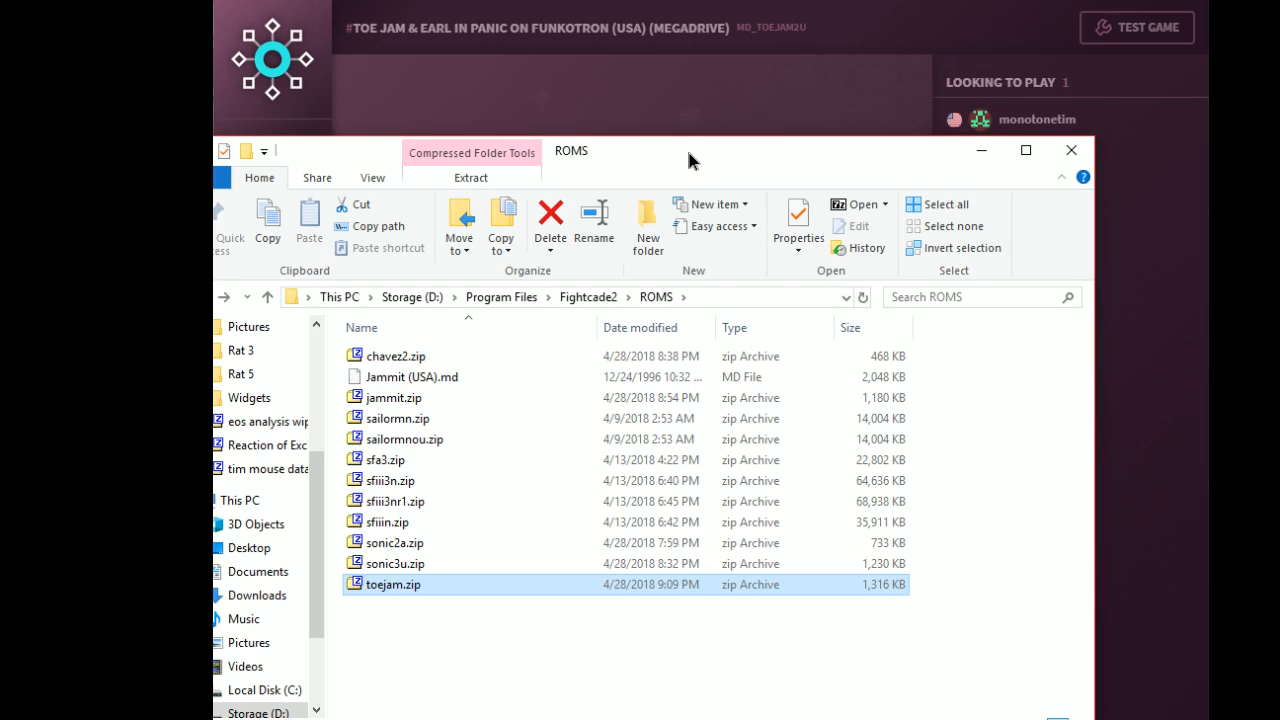 #TOE JAM & EARL IN PANIC ON FUNKOTRON (USA) (MEGADRIVE) MD_TOEJAM2U
TEST GAME
LOOKING TO PLAY 1
monotonetim
Compressed Folder Tools
ROMS
Home
Share
View
Extract
Quick
cess
Copy
Paste
Cut
Copy path
Paste shortcut
Clipboard
Move to
Copy to
Delete
Rename
Organize
New folder
New item
Easy access
New
Properties
Open
Edit
History
Open
Select all
Select none
Invert selection
Select
This PC > Storage (D:) > Program Files > Fightcade2 > ROMS >
Search ROMS
Pictures
Rat 3
Rat 5
Widgets
eos analysis wip
Reaction of Exc
tim mouse data
This PC
3D Objects
Desktop
Documents
Downloads
Music
Pictures
Videos
Local Disk (C:)
Storage (D:)
Name Date modified Type Size
chavez2.zip 4/28/2018 8:38 PM zip Archive 468 KB
Jammit (USA).md 12/24/1996 10:32 ... MD File 2,048 KB
jammit.zip 4/28/2018 8:54 PM zip Archive 1,180 KB
sailormn.zip 4/9/2018 2:53 AM zip Archive 14,004 KB
sailormnou.zip 4/9/2018 2:53 AM zip Archive 14,004 KB
sfa3.zip 4/13/2018 4:22 PM zip Archive 22,802 KB
sfiii3n.zip 4/13/2018 6:40 PM zip Archive 64,636 KB
sfiii3nr1.zip 4/13/2018 6:45 PM zip Archive 68,938 KB
sfiiin.zip 4/13/2018 6:42 PM zip Archive 35,911 KB
sonic2a.zip 4/28/2018 7:59 PM zip Archive 733 KB
sonic3u.zip 4/28/2018 8:32 PM zip Archive 1,230 KB
toejam.zip 4/28/2018 9:09 PM zip Archive 1,316 KB